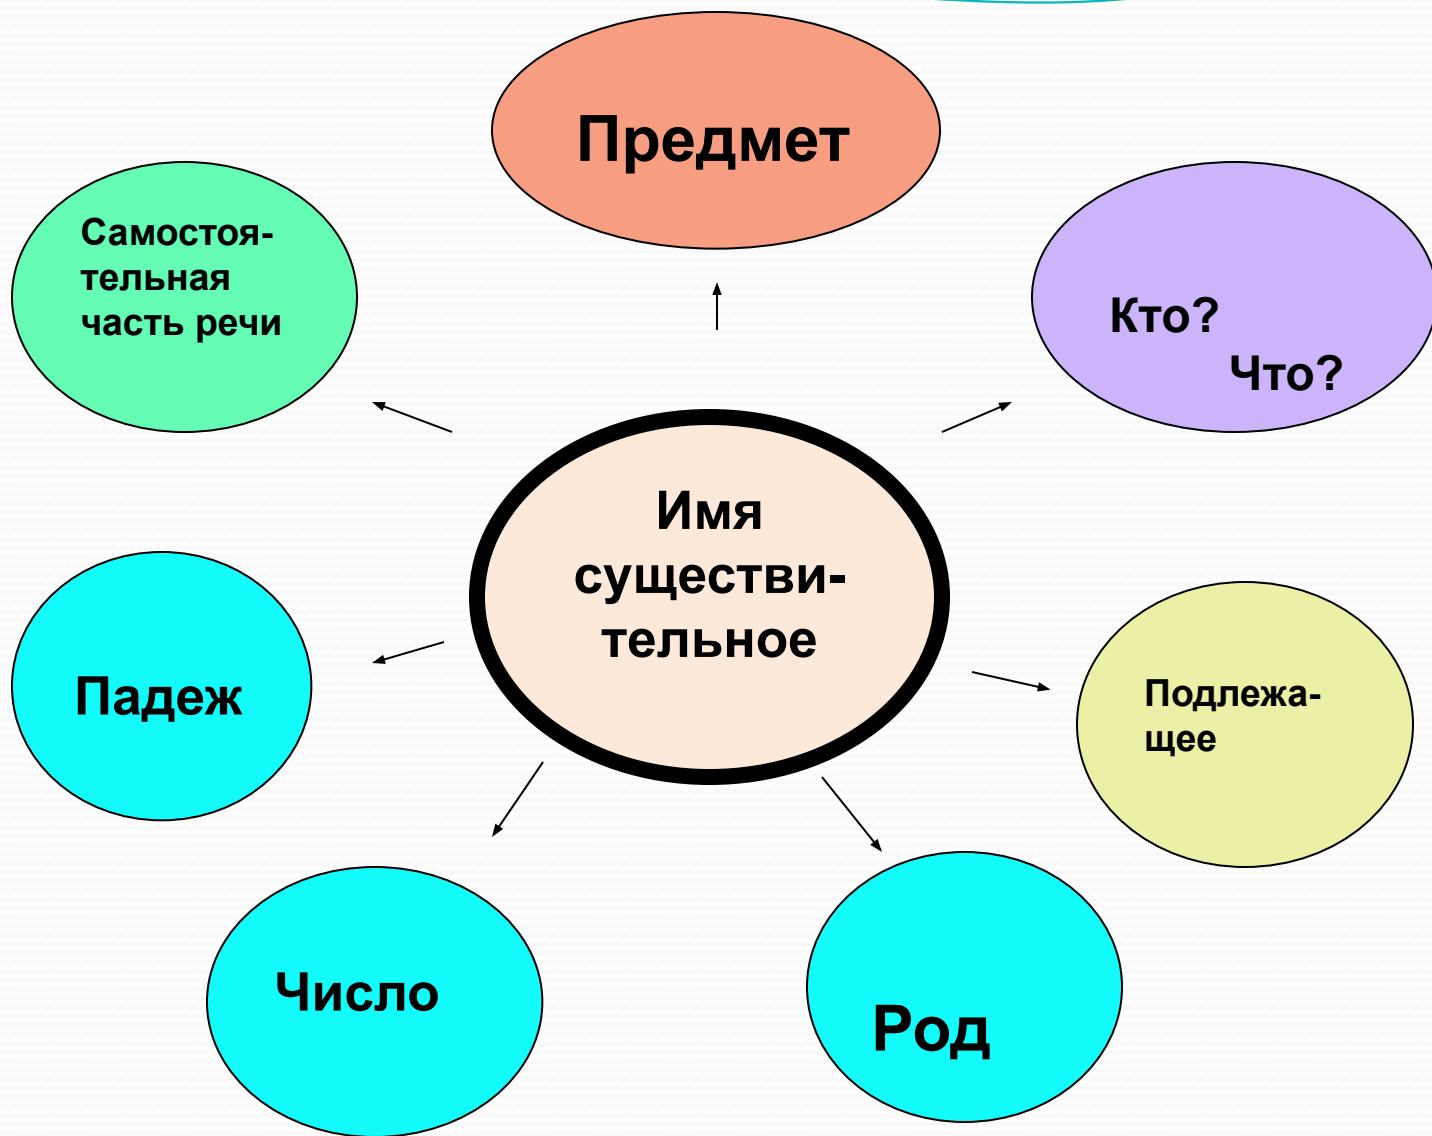 Предмет
Самостоя-
тельная
часть речи
Кто?
Что?
Имя
существи-
тельное
Падеж
Подлежа-
щее
Число
Род